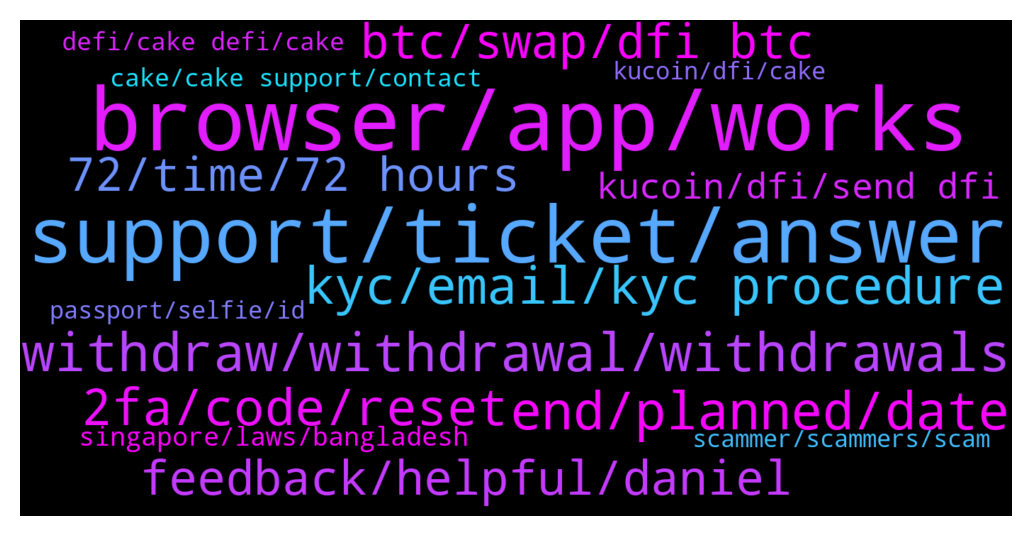 defi/cake defi/cake
btc/swap/dfi btc
cake/cake support/contact
kucoin/dfi/cake
browser/app/works
72/time/72 hours
kucoin/dfi/send dfi
support/ticket/answer
kyc/email/kyc procedure
passport/selfie/id
withdraw/withdrawal/withdrawals
2fa/code/reset
end/planned/date
singapore/laws/bangladesh
scammer/scammers/scam
feedback/helpful/daniel